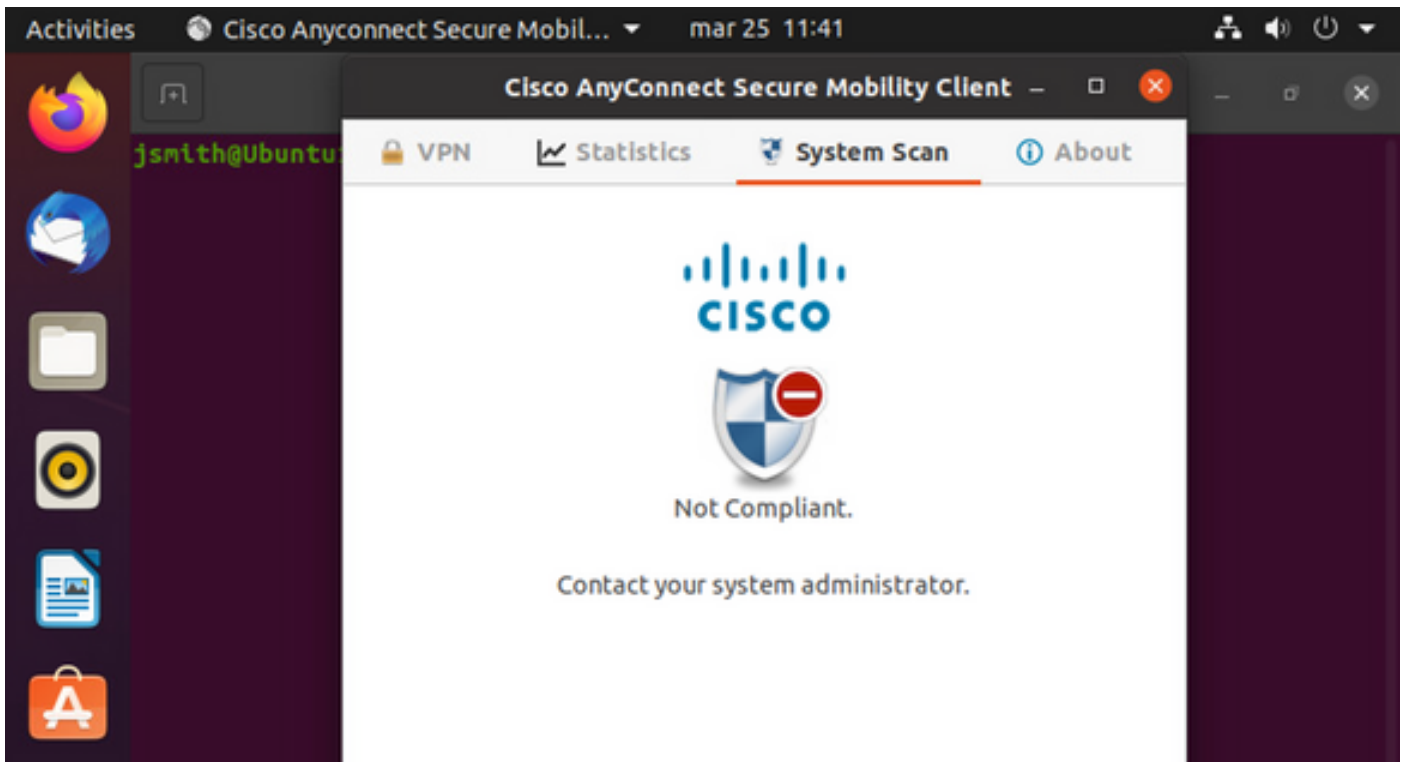 Activities
Cisco Anyconnect Secure Mobil...
mar 25 11:41
Cisco AnyConnect Secure Mobility Client
jsmith@Ubuntu
VPN
Statistics
System Scan
About
CISCO
Not Compliant.
Contact your system administrator.